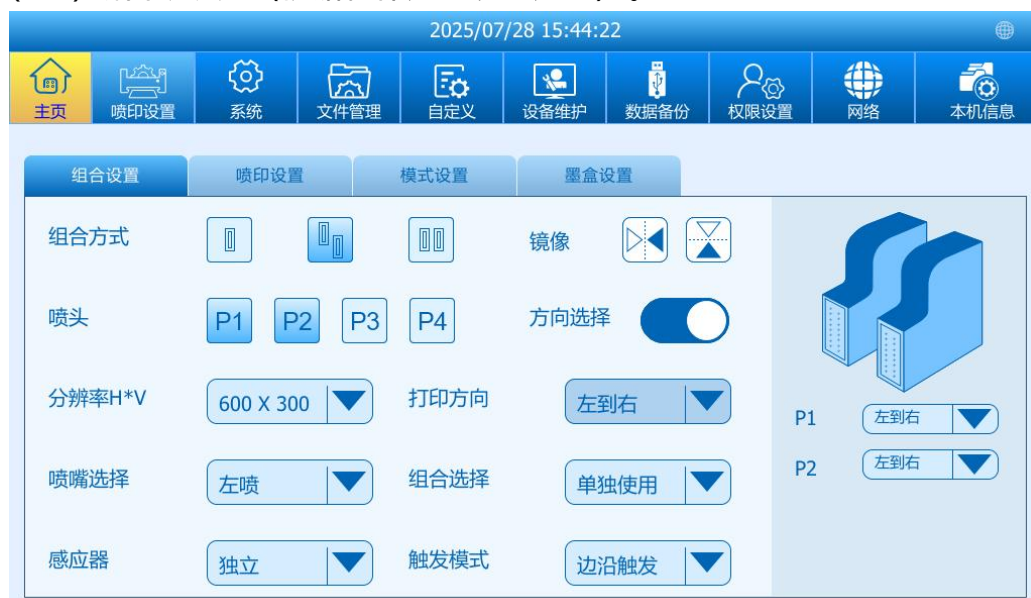 2025/07/28 15:44:22
主页 喷印设置 系统 文件管理 自定义 设备维护 数据备份 权限设置 网络 本机信息
组合设置 喷印设置 模式设置 墨盒设置
组合方式 镜像
喷头 P1 P2 P3 P4 方向选择
分辨率H*V 600 X 300 打印方向 左到右
P1 左到右
喷嘴选择 左喷 组合选择 单独使用
P2 左到右
感应器 独立 触发模式 边沿触发